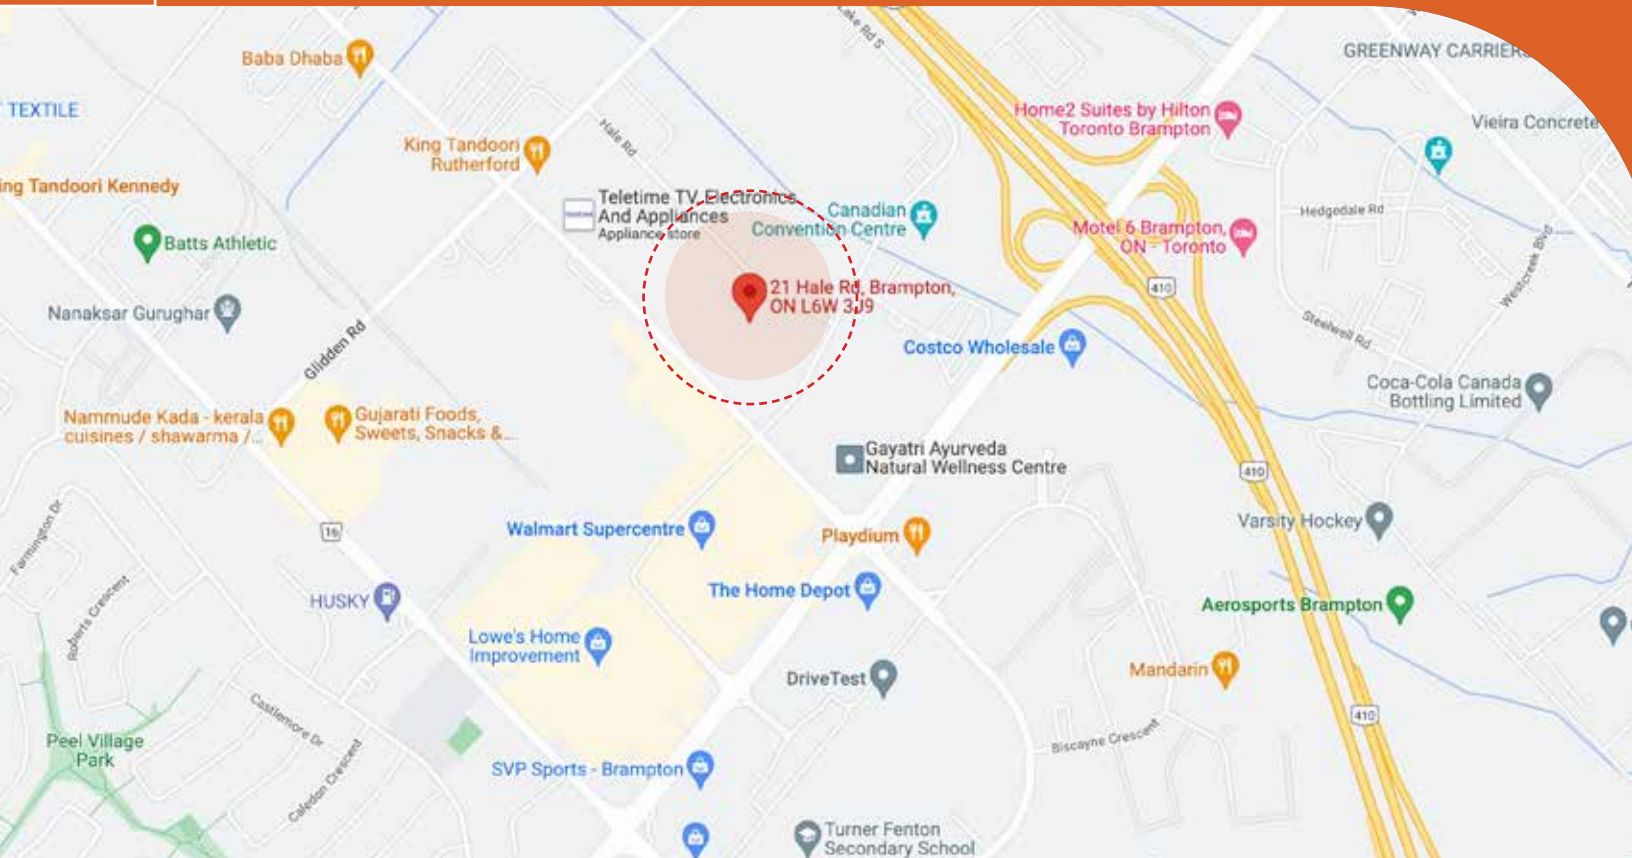 Lake Rd S
GREENWAY CARRIERS
Baba Dhaba
TEXTILE
Home2 Suites by Hilton
Toronto Brampton
Vieira Concrete
Hale Rd
King Tandoori
Rutherford
ing Tandoori Kennedy
Teletime TV, Electronics
And Appliances
Appliance store
Canadian
Convention Centre
Hedgedale Rd
Motel 6 Brampton,
ON - Toronto
Batts Athletic
Westcreek Blvd
410
21 Hale Rd, Brampton,
ON L6W 3J9
Nanaksar Gurughar
Steelwell Rd
Glidden Rd
Costco Wholesale
Coca-Cola Canada
Bottling Limited
Nammude Kada - kerala
cuisines / shawarma /...
Gujarati Foods,
Sweets, Snacks &...
Gayatri Ayurveda
Natural Wellness Centre
410
Farmington Dr
16
Walmart Supercentre
Playdium
Varsity Hockey
The Home Depot
HUSKY
Aerosports Brampton
Roberts Crescent
Lowe's Home
Improvement
DriveTest
Mandarin
Castlemore Dr
410
Peel Village
Park
Biscayne Crescent
SVP Sports - Brampton
Caledon Crescent
Turner Fenton
Secondary School